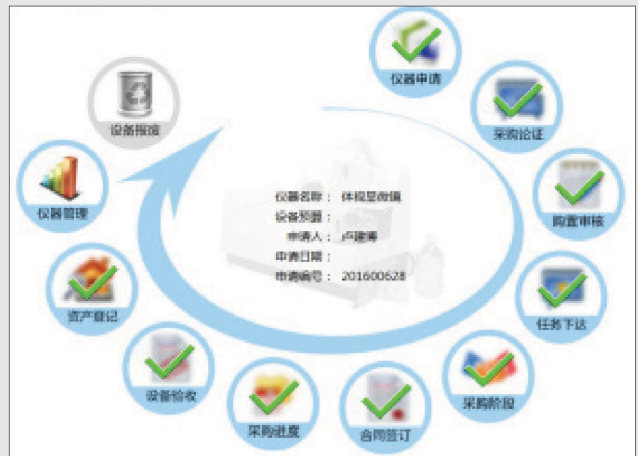 仪器申请
采购论证
购置审核
任务下达
采购阶段
合同签订
采购进度
设备验收
资产登记
仪器管理
设备报废
仪器名称： 体视显微镜
设备预算：
申请人： 卢建博
申请日期：
申请编号： 201600628